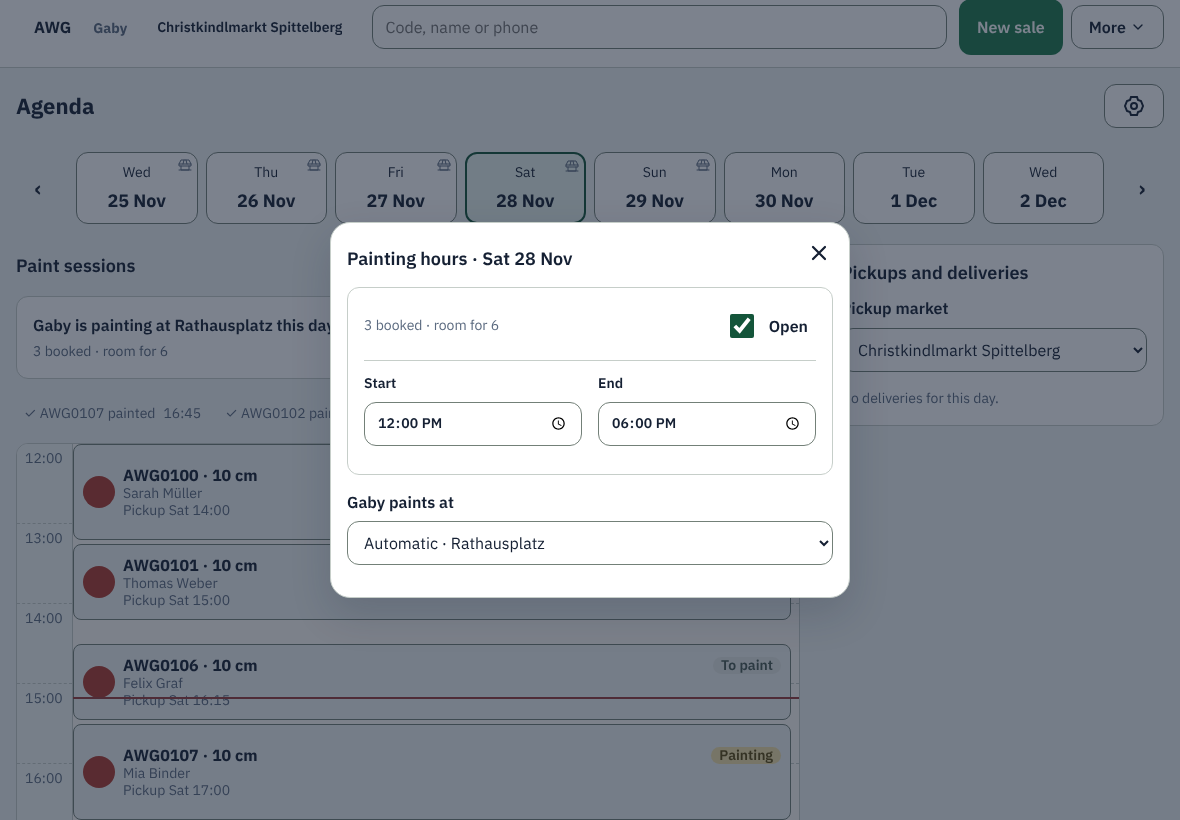 AWG Gaby Christkindlmarkt Spittelberg Code, name or phone New sale More
Agenda
Wed Thu Fri Sat Sun Mon Tue Wed
25 Nov 26 Nov 27 Nov 28 Nov 29 Nov 30 Nov 1 Dec 2 Dec
Paint sessions
Gaby is painting at Rathausplatz this day
3 booked · room for 6
AWG0107 painted 16:45 AWG0102
Painting hours · Sat 28 Nov
3 booked · room for 6 Open
Start End
12:00 PM 06:00 PM
Gaby paints at
Automatic · Rathausplatz
Pickups and deliveries
Pickup market
Christkindlmarkt Spittelberg
deliveries for this day.
12:00
AWG0100 · 10 cm
Sarah Müller
Pickup Sat 14:00
13:00
AWG0101 · 10 cm
Thomas Weber
Pickup Sat 15:00
14:00
AWG0106 · 10 cm To paint
Felix Graf
Pickup Sat 16:15
15:00
AWG0107 · 10 cm Painting
Mia Binder
Pickup Sat 17:00
16:00